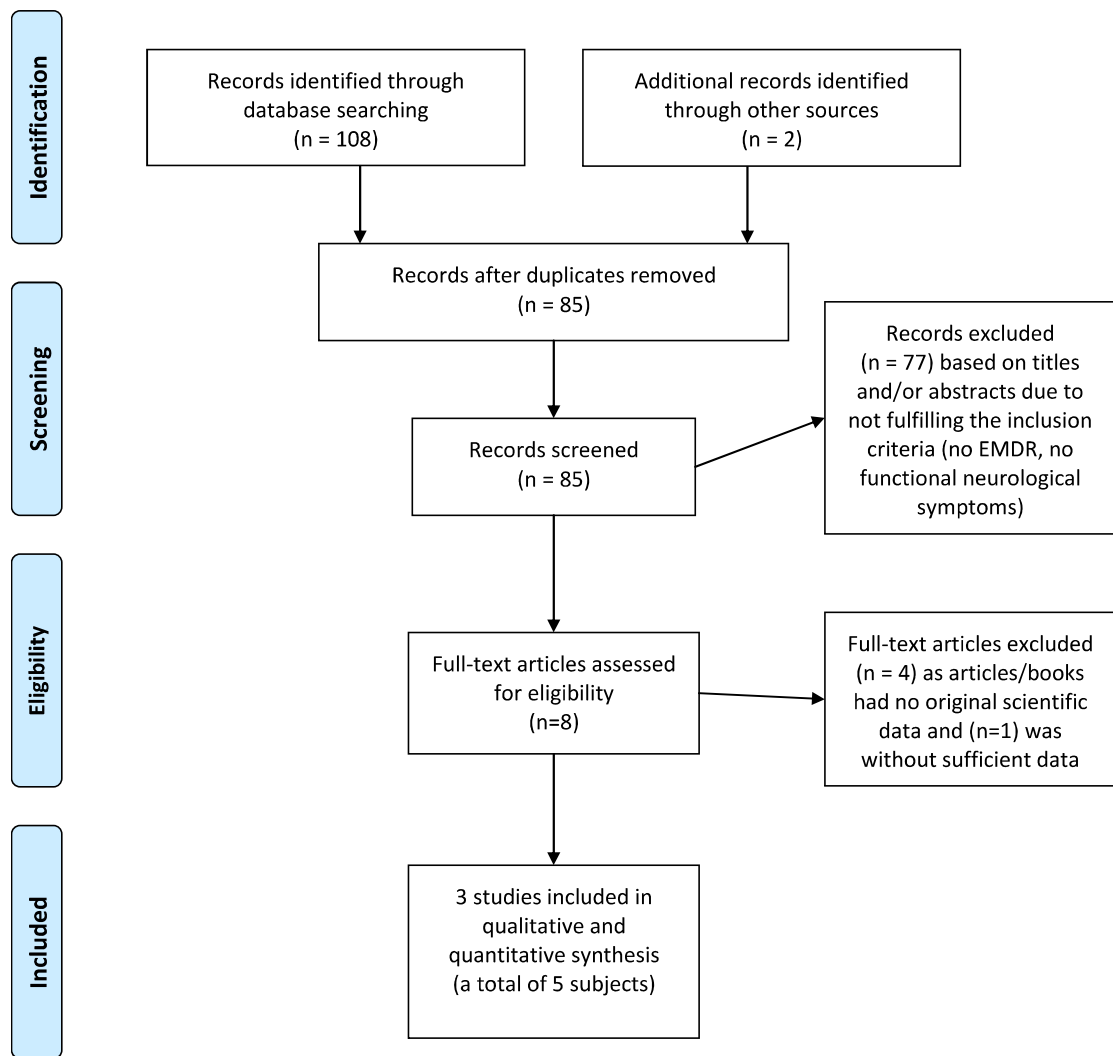 Identification
Records identified through
database searching
(n = 108)
Additional records identified
through other sources
(n = 2)
Records after duplicates removed
(n = 85)
Screening
Records screened
(n = 85)
Records excluded
(n = 77) based on titles
and/or abstracts due to
not fulfilling the inclusion
criteria (no EMDR, no
functional neurological
symptoms)
Eligibility
Full-text articles assessed
for eligibility
(n=8)
Full-text articles excluded
(n = 4) as articles/books
had no original scientific
data and (n=1) was
without sufficient data
Included
3 studies included in
qualitative and
quantitative synthesis
(a total of 5 subjects)